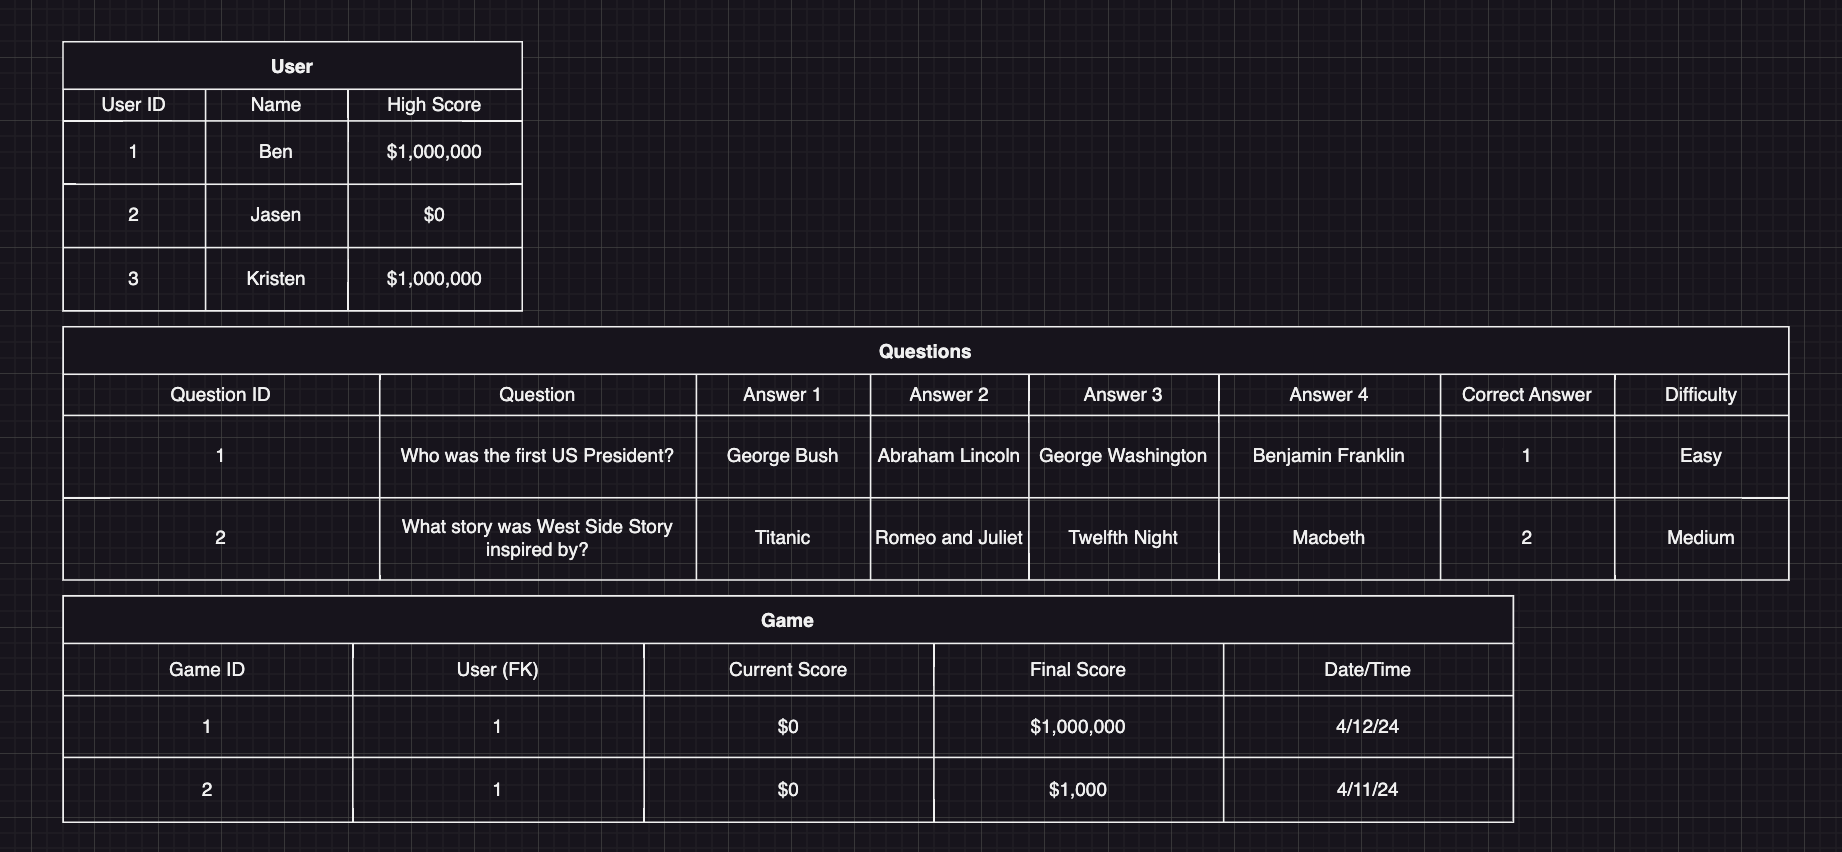 User
User ID Name High Score
1 Ben $1,000,000
2 Jasen $0
3 Kristen $1,000,000
Questions
Question ID Question Answer 1 Answer 2 Answer 3 Answer 4 Correct Answer Difficulty
1 Who was the first US President? George Bush Abraham Lincoln George Washington Benjamin Franklin 1 Easy
2 What story was West Side Story
inspired by? Titanic Romeo and Juliet Twelfth Night Macbeth 2 Medium
Game
Game ID User (FK) Current Score Final Score Date/Time
1 1 $0 $1,000,000 4/12/24
2 1 $0 $1,000 4/11/24